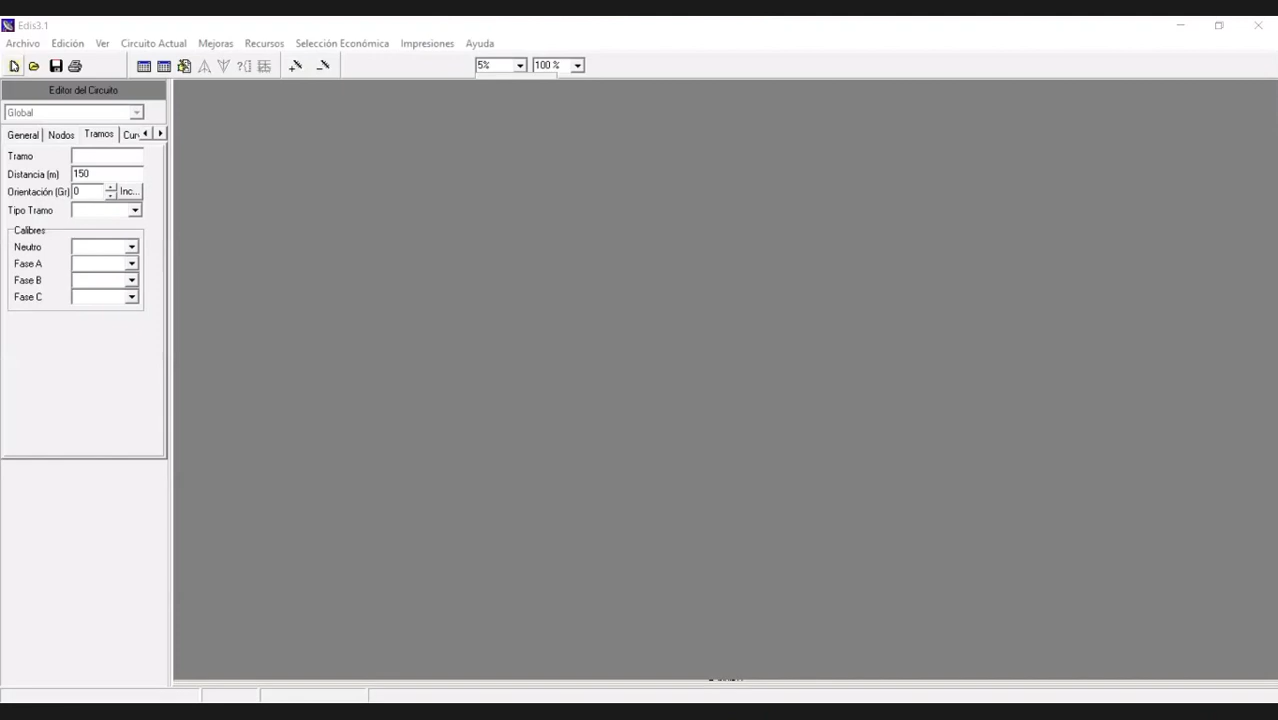 Edis3.1
Archivo Edición Ver Circuito Actual Mejoras Recursos Selección Económica Impresiones Ayuda
5% 100 %
Editor del Circuito
Global
General Nodos Tramos Cur
Tramo
Distancia (m) 150
Orientación (Gr) 0 Inc...
Tipo Tramo
Calibres
Neutro
Fase A
Fase B
Fase C